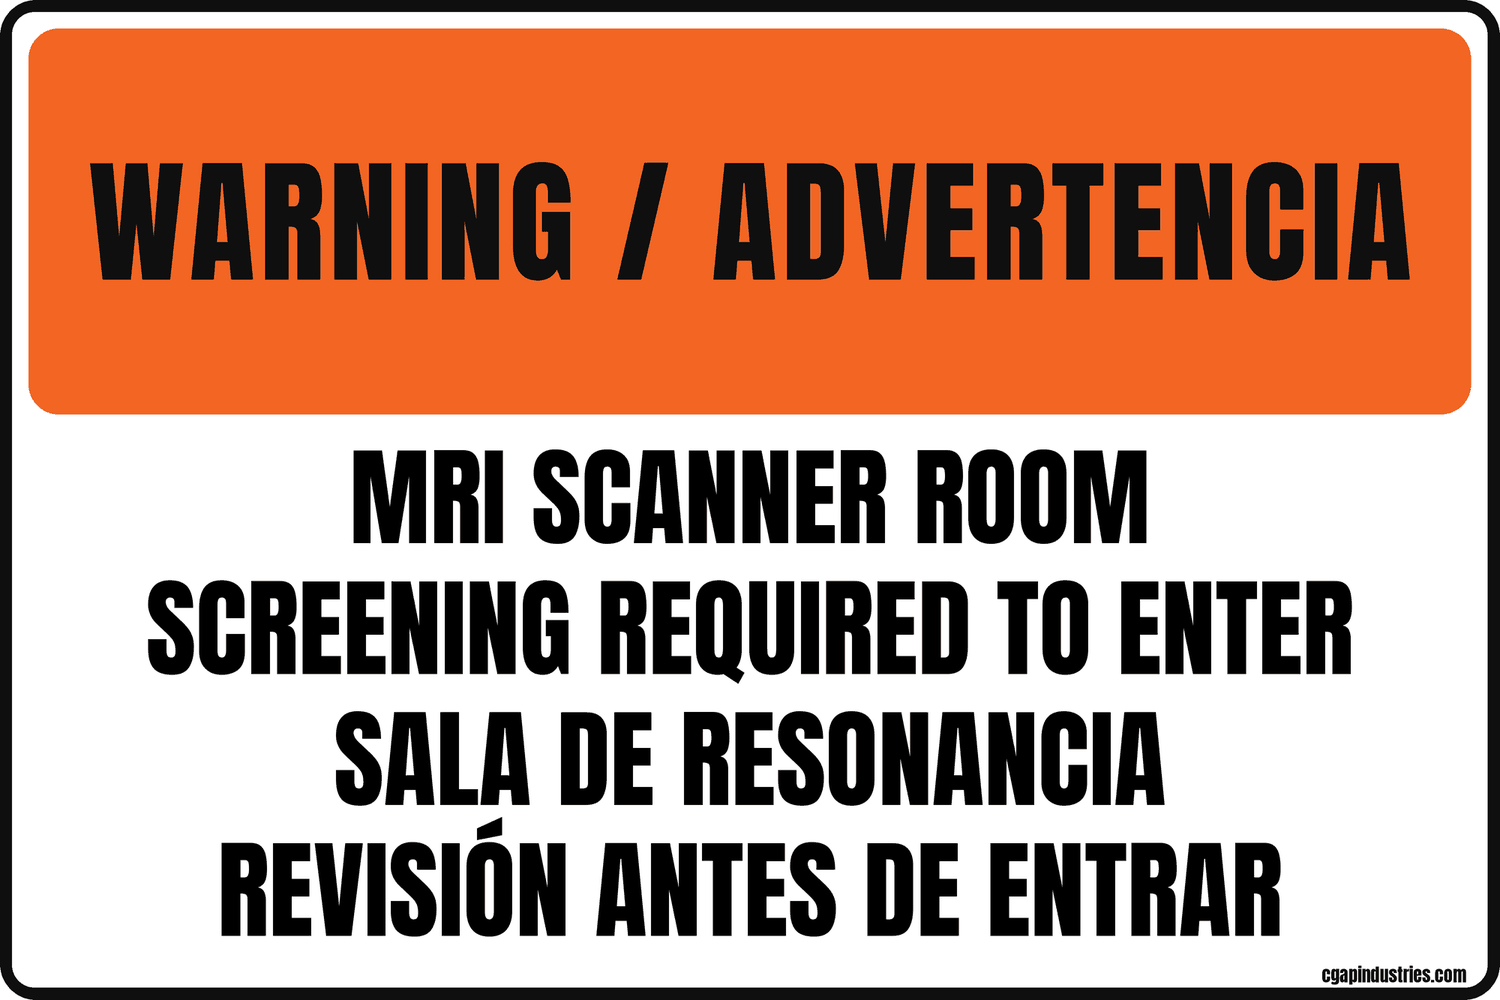 WARNING / ADVERTENCIA
MRI SCANNER ROOM
SCREENING REQUIRED TO ENTER
SALA DE RESONANCIA
REVISIÓN ANTES DE ENTRAR
cgapindustries.com